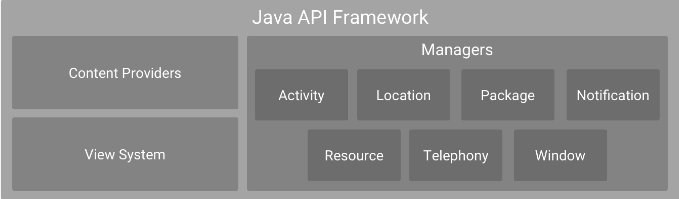 Java API Framework
Content Providers
View System
Managers
Activity
Location
Package
Notification
Resource
Telephony
Window